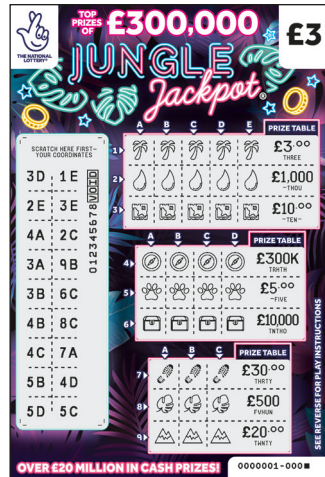 TOP PRIZES OF £300,000
£3
THE NATIONAL LOTTERY®
JUNGLE
Jackpot®
SCRATCH HERE FIRST-
YOUR COORDINATES
3D 1E
2E 3E
4A 2C
3A 9B
3B 6C
4B 8C
4C 7A
5B 4D
5D 5C
012345678 VOID
A B C D E PRIZE TABLE
1 £3.00
THREE
2 £1,000
-THOU
3 £10.00
-TEN-
A B C D PRIZE TABLE
4 £300K
TRHTH
5 £5.00
-FIVE
6 £10,000
TNTHO
A B C PRIZE TABLE
7 £30.00
THRTY
8 £500
FVHUN
9 £20.00
TWNTY
SEE REVERSE FOR PLAY INSTRUCTIONS
OVER £20 MILLION IN CASH PRIZES!
0000001-000